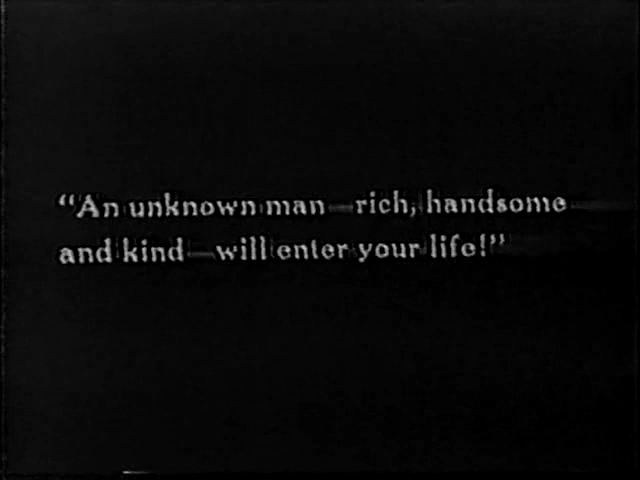 “An unknown man—rich, handsome
and kind—will enter your life!”